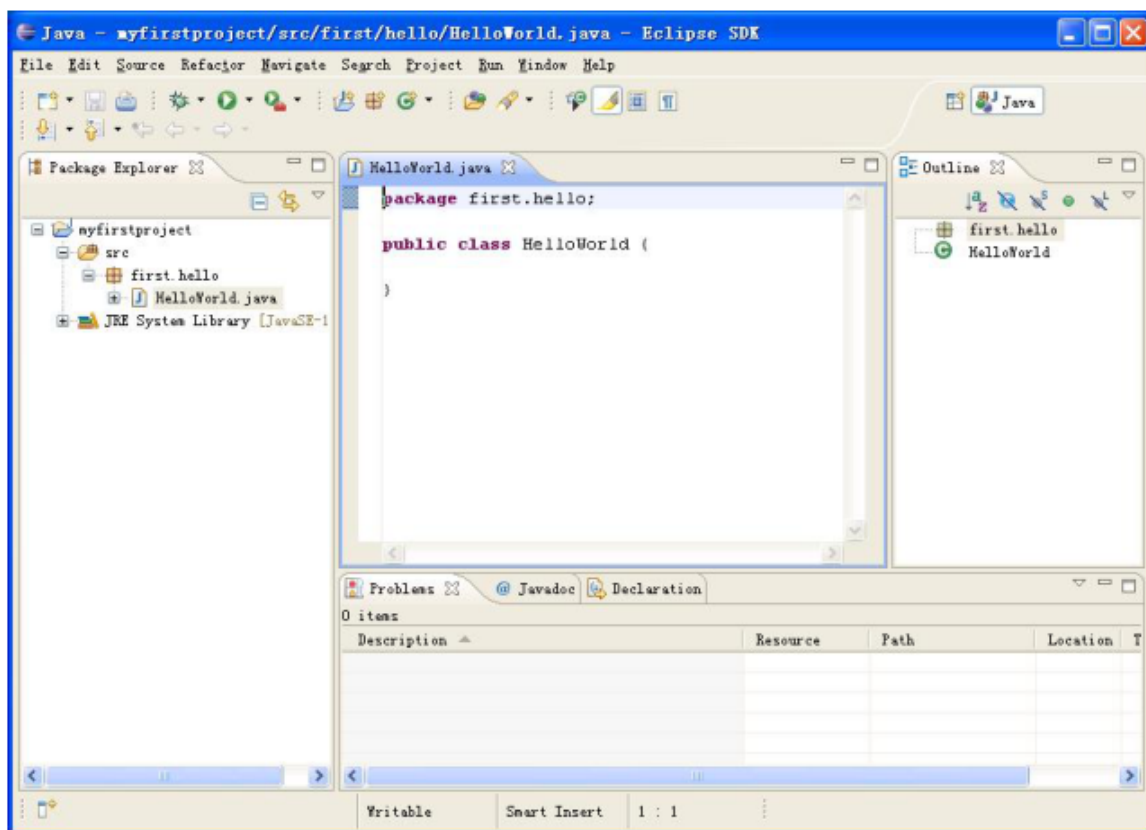 Java - myfirstproject/src/first/hello/HelloWorld.java - Eclipse SDK
File Edit Source Refactor Navigate Search Project Run Window Help
Java
Package Explorer
myfirstproject
src
first.hello
HelloWorld.java
JRE System Library [JavaSE-1
HelloWorld.java
package first.hello;
public class HelloWorld {
}
Outline
first.hello
HelloWorld
Problems @ Javadoc Declaration
0 items
Description Resource Path Location T
Writable Smart Insert 1 : 1